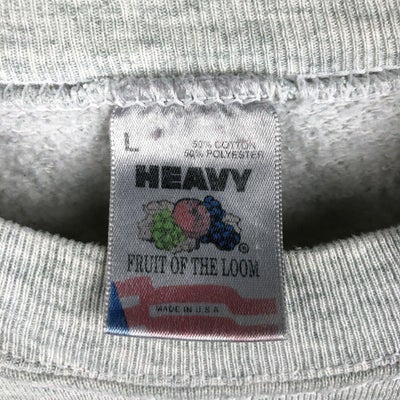 L
50% COTTON
50% POLYESTER
HEAVY
®
FRUIT OF THE LOOM
MADE IN U.S.A.